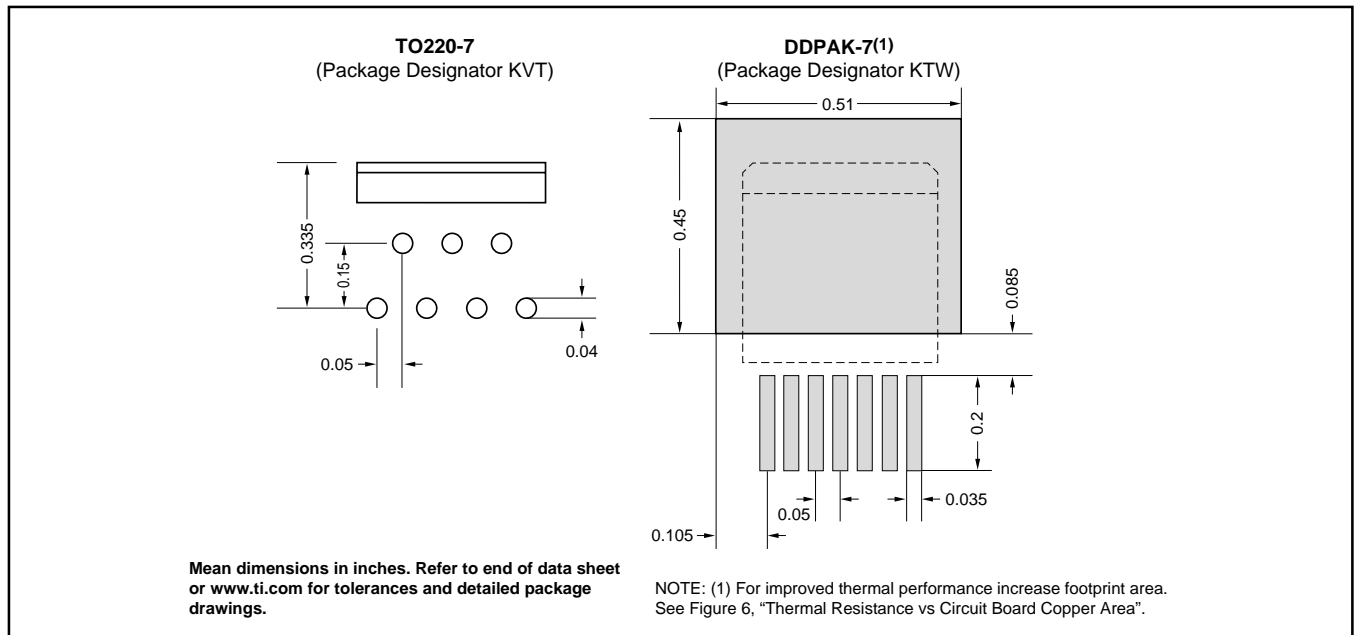 TO220-7
(Package Designator KVT)
DDPAK-7(1)
(Package Designator KTW)
0.51
0.45
0.335
0.15
0.085
0.04
0.05
0.2
0.035
0.05
0.105
Mean dimensions in inches. Refer to end of data sheet
or www.ti.com for tolerances and detailed package
drawings.
NOTE: (1) For improved thermal performance increase footprint area.
See Figure 6, “Thermal Resistance vs Circuit Board Copper Area”.